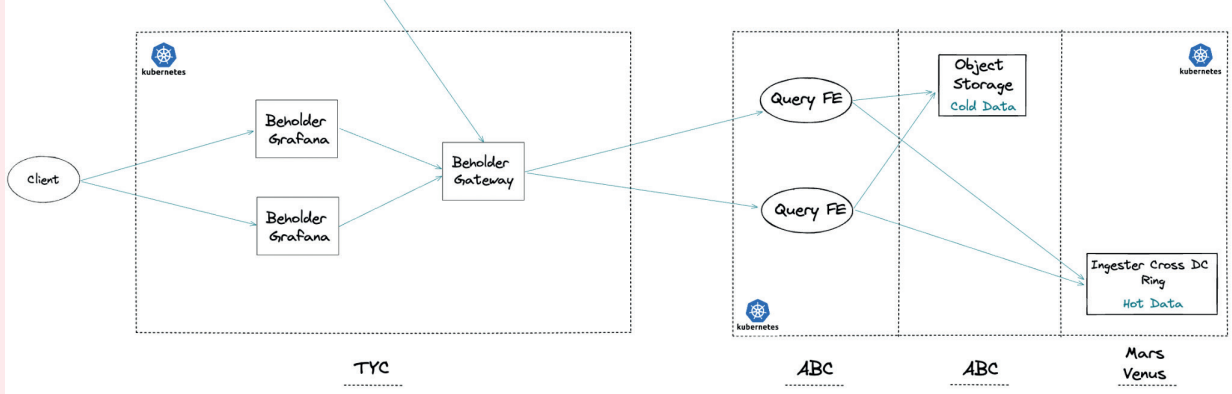 kubernetes
Client
Beholder
Grafana
Beholder
Grafana
Beholder
Gateway
TYC
Query FE
Query FE
kubernetes
ABC
Object
Storage
Cold Data
ABC
kubernetes
Ingester Cross DC
Ring
Hot Data
Mars
Venus